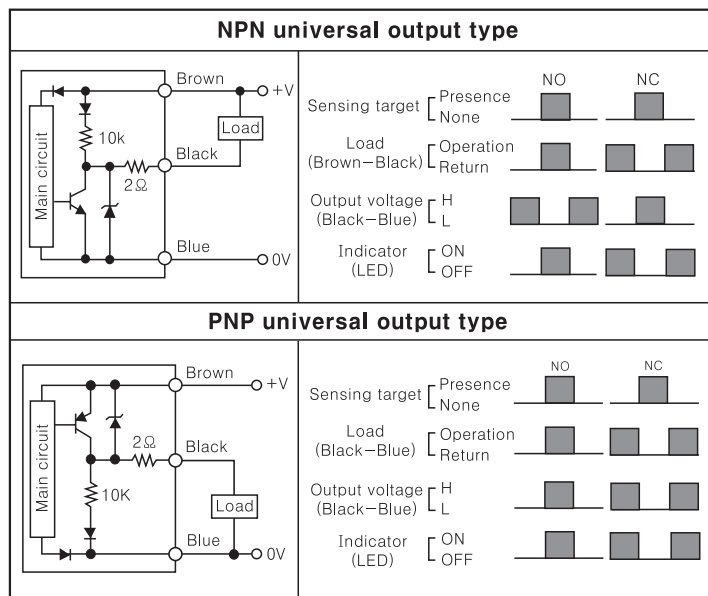 NPN universal output type
Brown
+V
10k
Load
Black
2Ω
Main circuit
Blue
0V
NO NC
Sensing target Presence
None
Load
(Brown-Black) Operation
Return
Output voltage
(Black-Blue) H
L
Indicator
(LED) ON
OFF
PNP universal output type
Brown
+V
2Ω
Black
Main circuit
10K
Load
Blue
0V
NO NC
Sensing target Presence
None
Load
(Black-Blue) Operation
Return
Output voltage
(Black-Blue) H
L
Indicator
(LED) ON
OFF